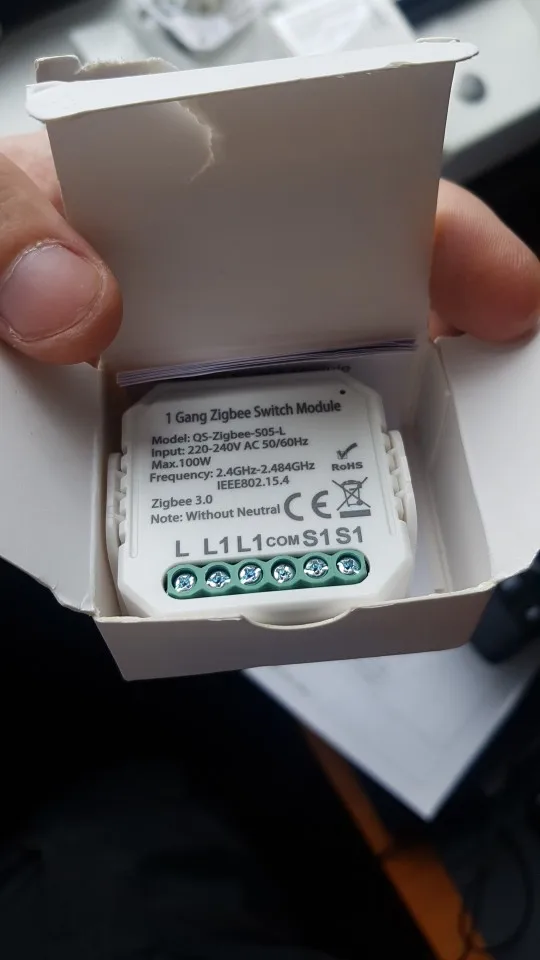 1 Gang Zigbee Switch Module
Model: QS-Zigbee-S05-L
Input: 220-240V AC 50/60Hz
Max.100W
Frequency: 2.4GHz-2.484GHz
IEEE802.15.4
RoHS
Zigbee 3.0
Note: Without Neutral
CE
L L1 L1 COM S1 S1